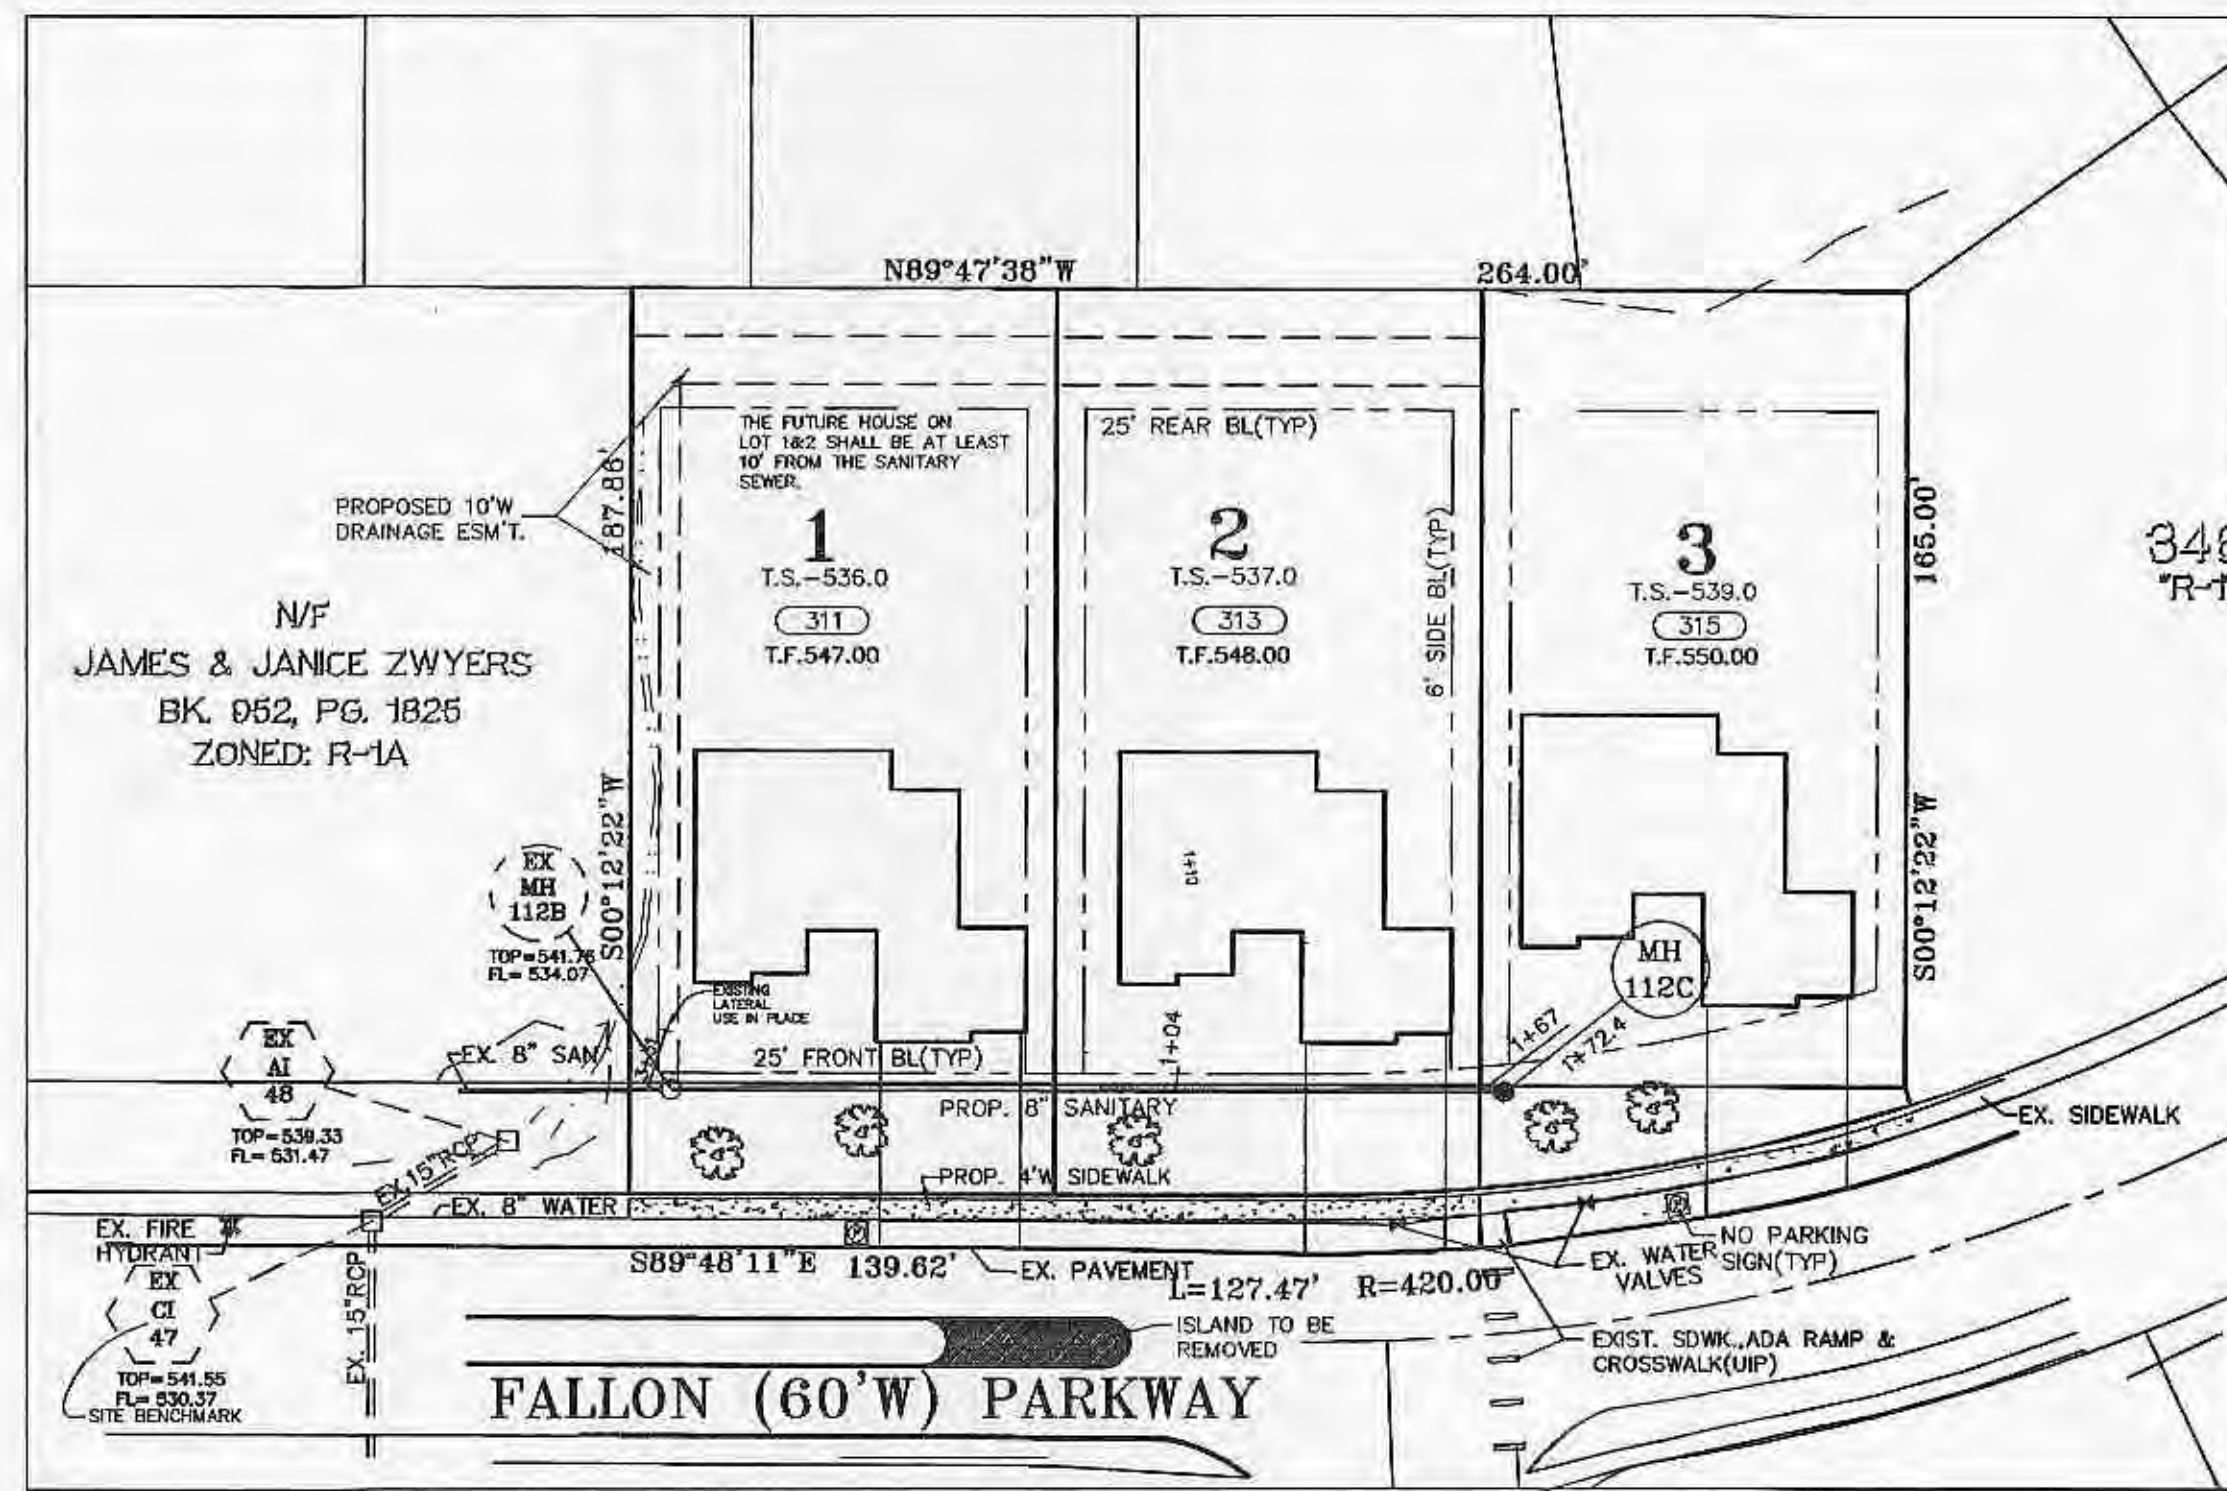 N89°47'38"W
264.00'
THE FUTURE HOUSE ON
LOT 1&2 SHALL BE AT LEAST
10' FROM THE SANITARY
SEWER.
25' REAR BL(TYP)
187.86'
PROPOSED 10'W
DRAINAGE ESM'T.
1
T.S.-536.0
311
T.F.547.00
2
T.S.-537.0
313
T.F.548.00
6' SIDE BL(TYP)
3
T.S.-539.0
315
T.F.550.00
165.00'
N/F
JAMES & JANICE ZWYERS
BK. 952, PG. 1825
ZONED: R-1A
S00°12'22"W
EX
MH
112B
TOP=541.76
FL= 534.07
1+10
MH
112C
S00°12'22"W
EXISTING
LATERAL
USE IN PLACE
EX
AI
48
TOP=539.33
FL= 531.47
EX. 8" SAN
25' FRONT BL(TYP)
1+04
1+67
1+72.4
PROP. 8" SANITARY
EX. SIDEWALK
EX.15"RCP
PROP. 4'W SIDEWALK
EX. 8" WATER
EX. FIRE
HYDRANT
EX
CI
47
TOP=541.55
FL= 530.37
SITE BENCHMARK
EX. 15"RCP
S89°48'11"E 139.62'
EX. PAVEMENT
L=127.47' R=420.00
EX. WATER
VALVES
NO PARKING
SIGN(TYP)
ISLAND TO BE
REMOVED
EXIST. SDWK.,ADA RAMP &
CROSSWALK(UIP)
FALLON (60'W) PARKWAY